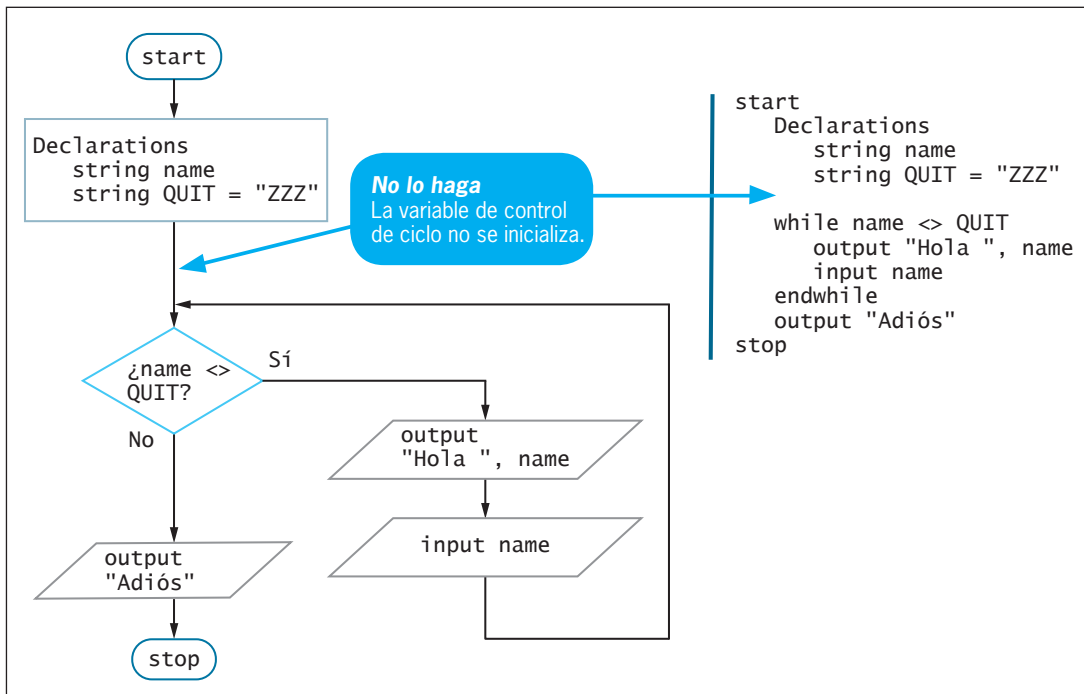 start
Declarations
string name
string QUIT = "ZZZ"
No lo haga
La variable de control
de ciclo no se inicializa.
¿name <>
QUIT?
Sí
No
output
"Hola ", name
input name
output
"Adiós"
stop
start
Declarations
string name
string QUIT = "ZZZ"
while name <> QUIT
output "Hola ", name
input name
endwhile
output "Adiós"
stop